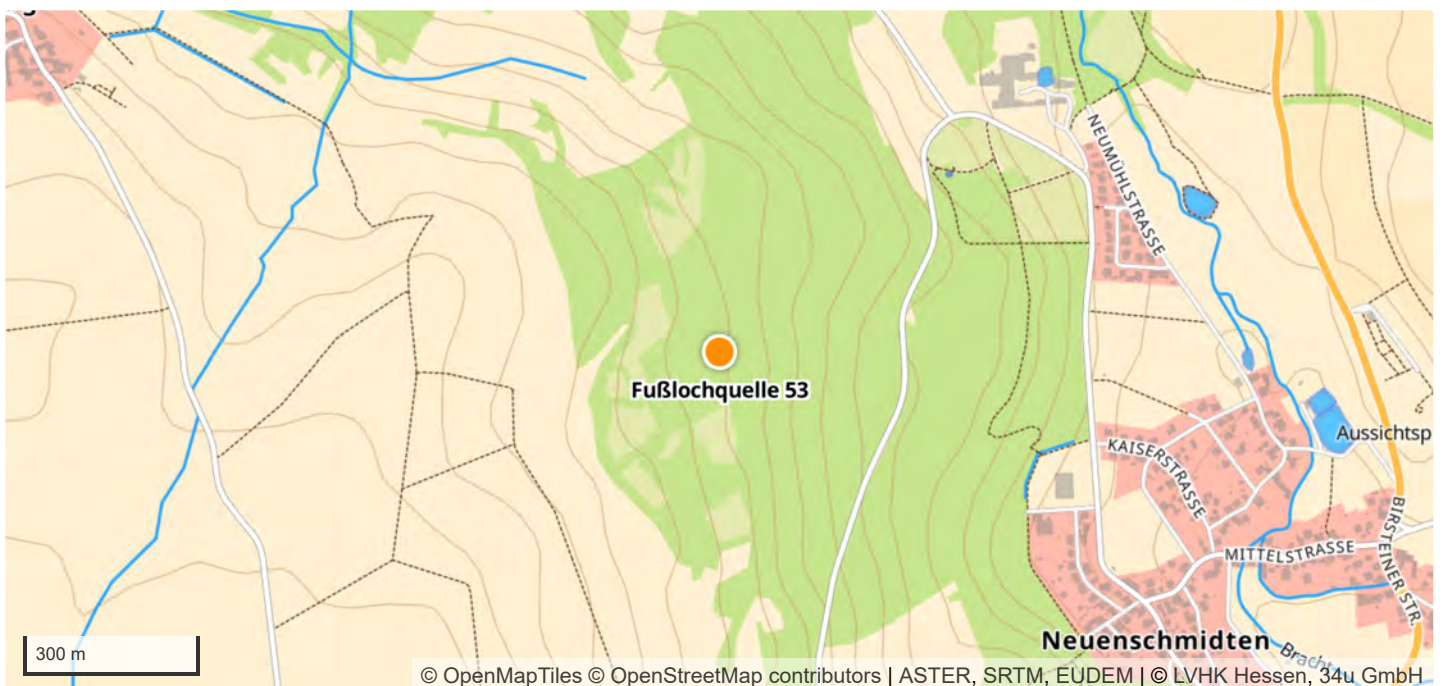 NEUMÜHLSTRASSE
Fußlochquelle 53
Aussichtsp
KAISERSTRASSE
BIRSTEINER STR.
MITTELSTRASSE
Neuenschmidten
300 m
© OpenMapTiles © OpenStreetMap contributors | ASTER, SRTM, EUDEM | © LVHK Hessen, 34u GmbH